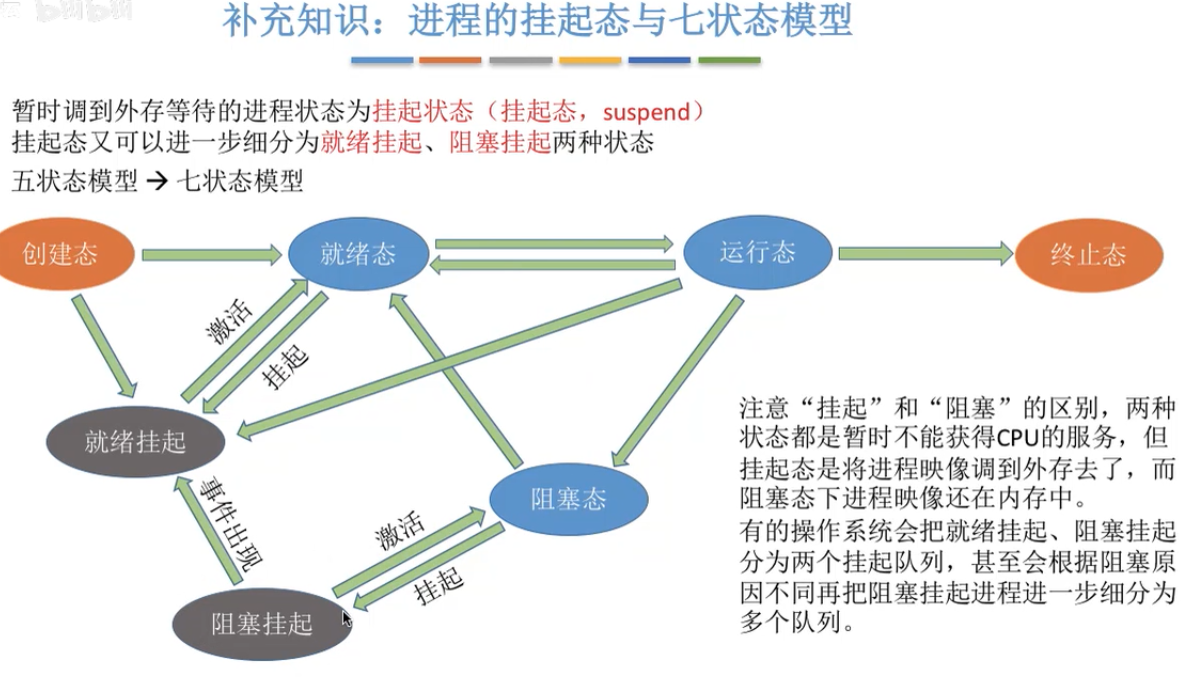 补充知识：进程的挂起态与七状态模型
暂时调到外存等待的进程状态为挂起状态（挂起态，suspend）
挂起态又可以进一步细分为就绪挂起、阻塞挂起两种状态
五状态模型→七状态模型
创建态
就绪态
运行态
终止态
激活
挂起
就绪挂起
事件出现
阻塞态
激活
挂起
阻塞挂起
注意“挂起”和“阻塞”的区别，两种
状态都是暂时不能获得CPU的服务，但
挂起态是将进程映像调到外存去了，而
阻塞态下进程映像还在内存中。
有的操作系统会把就绪挂起、阻塞挂起
分为两个挂起队列，甚至会根据阻塞原
因不同再把阻塞挂起进程进一步细分为
多个队列。